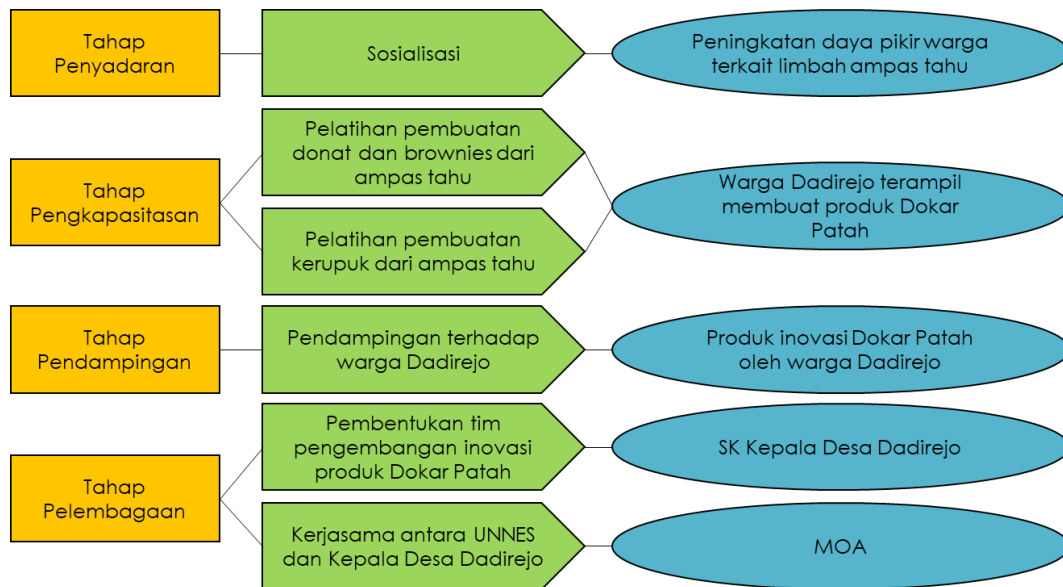 Tahap
Penyadaran
Sosialisasi
Peningkatan daya pikir warga
terkait limbah ampas tahu
Tahap
Pengkapasitasan
Pelatihan pembuatan
donat dan brownies dari
ampas tahu
Pelatihan pembuatan
kerupuk dari ampas tahu
Warga Dadirejo terampil
membuat produk Dokar
Patah
Tahap
Pendampingan
Pendampingan terhadap
warga Dadirejo
Produk inovasi Dokar Patah
oleh warga Dadirejo
Tahap
Pelembagaan
Pembentukan tim
pengembangan inovasi
produk Dokar Patah
SK Kepala Desa Dadirejo
Kerjasama antara UNNES
dan Kepala Desa Dadirejo
MOA